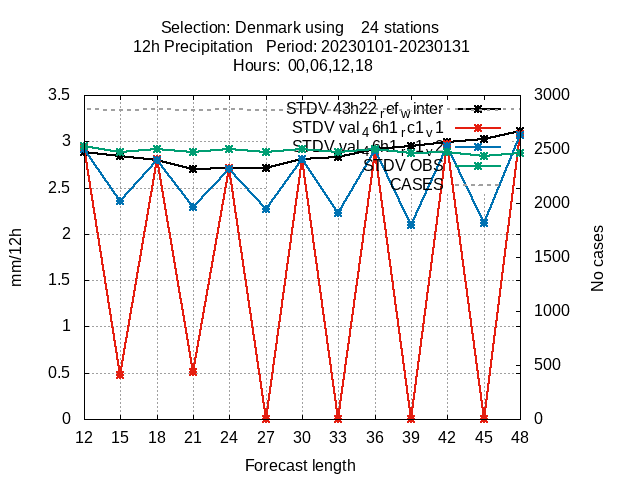 Selection: Denmark using    24 stations
12h Precipitation   Period: 20230101-20230131
Hours:  00,06,12,18
3.5
3
2.5
2
1.5
1
0.5
0
mm/12h
3000
2500
2000
1500
1000
500
0
No cases
STDV 43h22ref_winter
STDV val_46h1_rc1_v1
STDV val_46h1_rc1_v2
STDV OBS
CASES
12 15 18 21 24 27 30 33 36 39 42 45 48
Forecast length